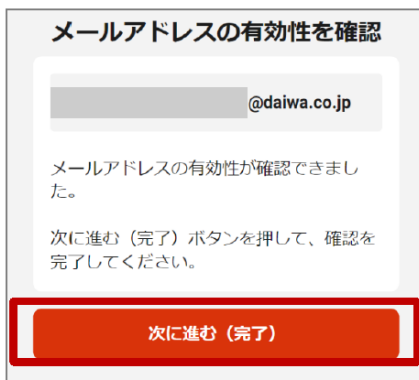 メールアドレスの有効性を確認
@daiwa.co.jp
メールアドレスの有効性が確認できまし
た。
次に進む（完了）ボタンを押して、確認を
完了してください。
次に進む（完了）